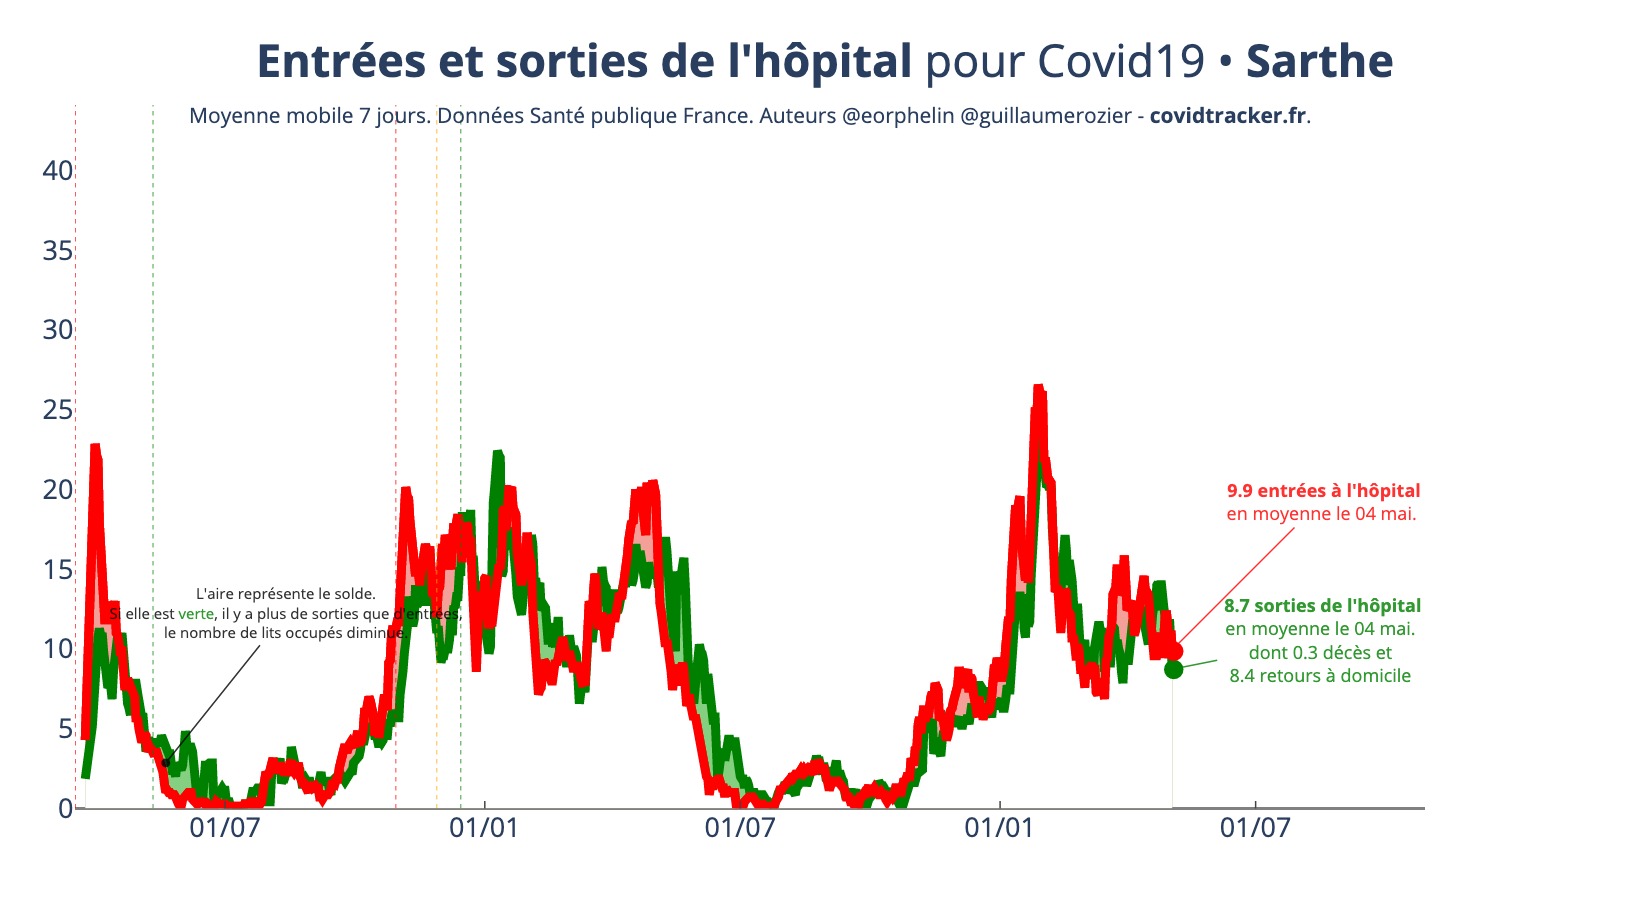 Entrées et sorties de l'hôpital pour Covid19 • Sarthe
Moyenne mobile 7 jours. Données Santé publique France. Auteurs @eorphelin @guillaumerozier - covidtracker.fr.
40
35
30
25
20
15
10
5
0
L'aire représente le solde.
Si elle est verte, il y a plus de sorties que d'entrées,
le nombre de lits occupés diminue.
9.9 entrées à l'hôpital
en moyenne le 04 mai.
8.7 sorties de l'hôpital
en moyenne le 04 mai.
dont 0.3 décès et
8.4 retours à domicile
01/07
01/01
01/07
01/01
01/07